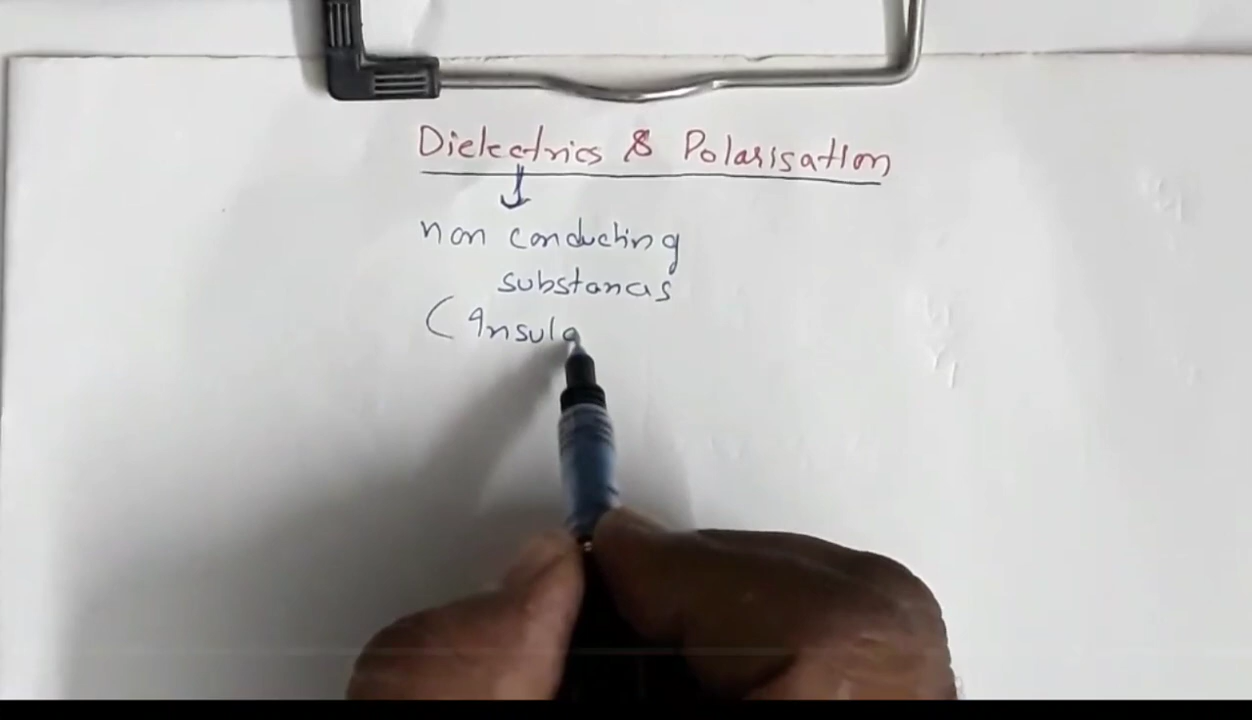 Dielectrics & Polarisation
non conducting
substances
(Insula